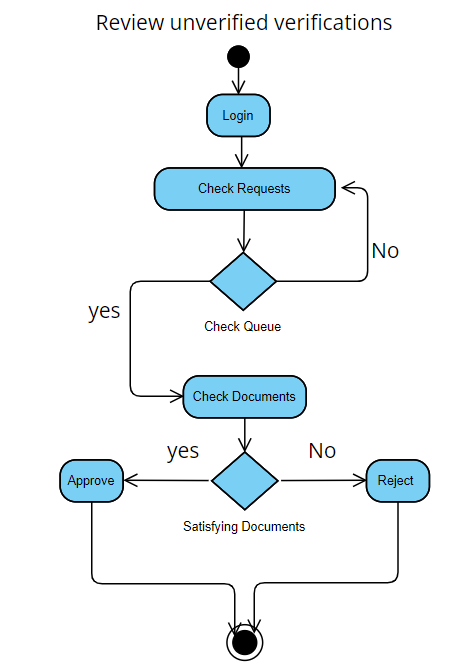 Review unverified verifications
Login
Check Requests
No
Check Queue
yes
Check Documents
yes
No
Approve
Reject
Satisfying Documents